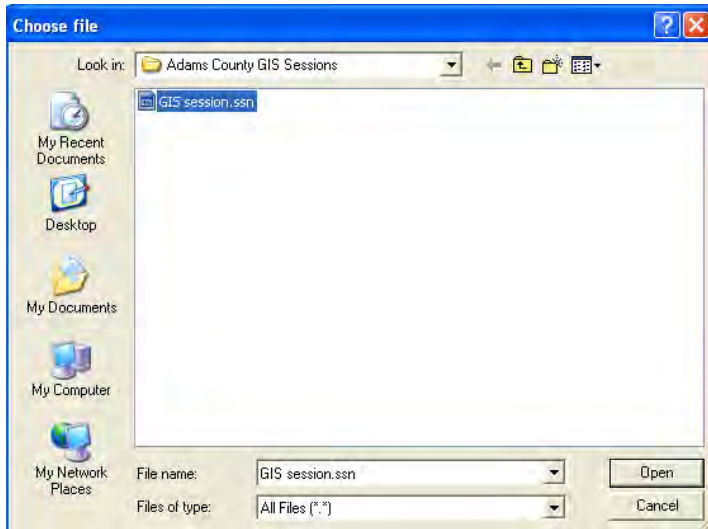 Choose file
Look in: Adams County GIS Sessions
GIS session.ssn
My Recent
Documents
Desktop
My Documents
My Computer
My Network
Places
File name: GIS session.ssn Open
Files of type: All Files (*.*) Cancel